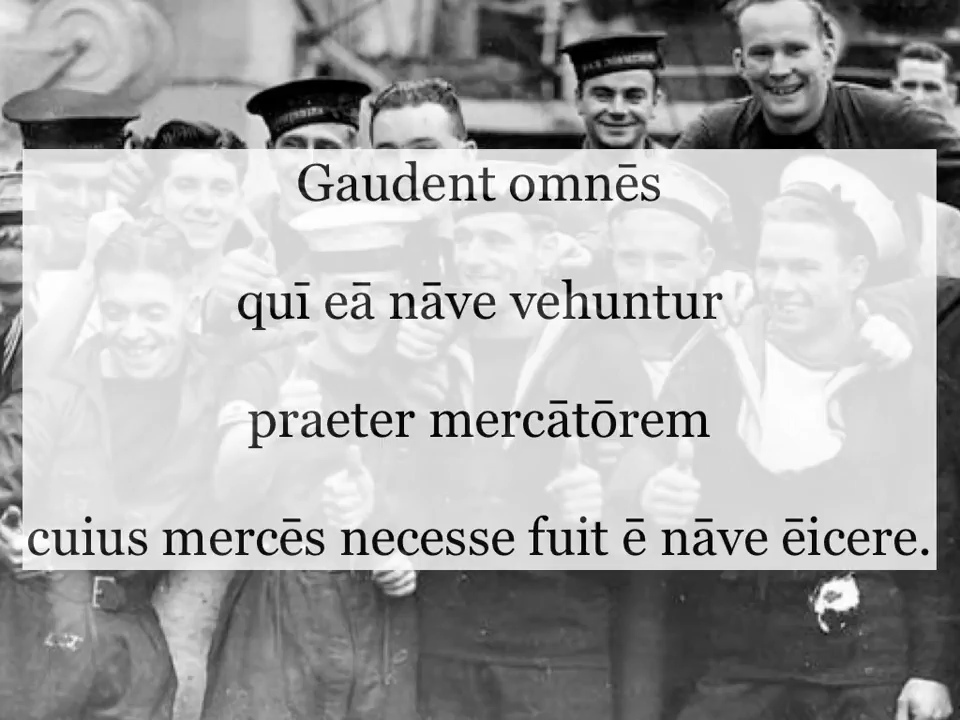 Gaudent omnēs
quī eā nāve vehuntur
praeter mercātōrem
cuius mercēs necesse fuit ē nāve ēicere.